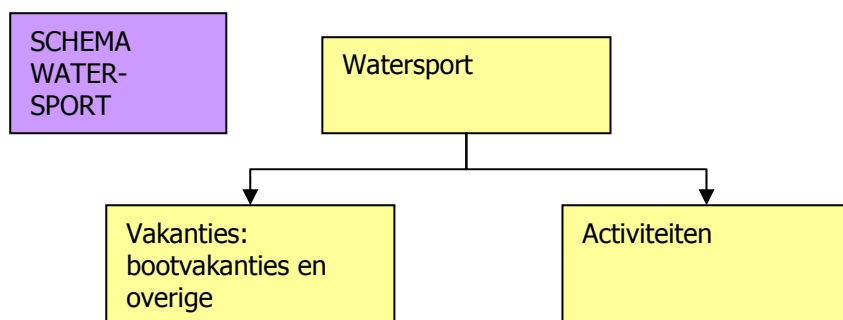 SCHEMA
WATER-
SPORT
Watersport
Vakanties:
bootvakanties en
overige
Activiteiten